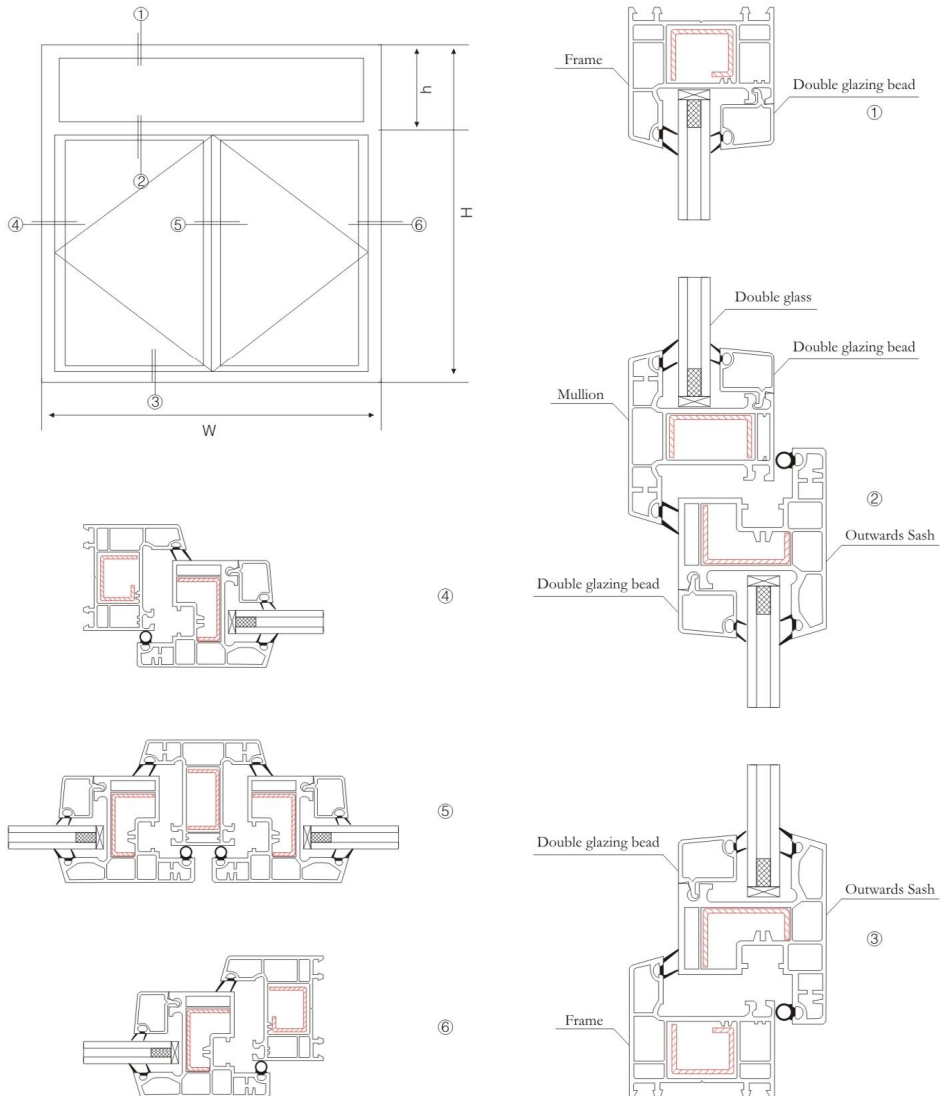 ①
h
②
④
⑤
⑥
H
③
W
Frame
Double glazing bead
①
Double glass
Double glazing bead
Mullion
②
Outwards Sash
Double glazing bead
④
⑤
⑥
Double glazing bead
Outwards Sash
③
Frame